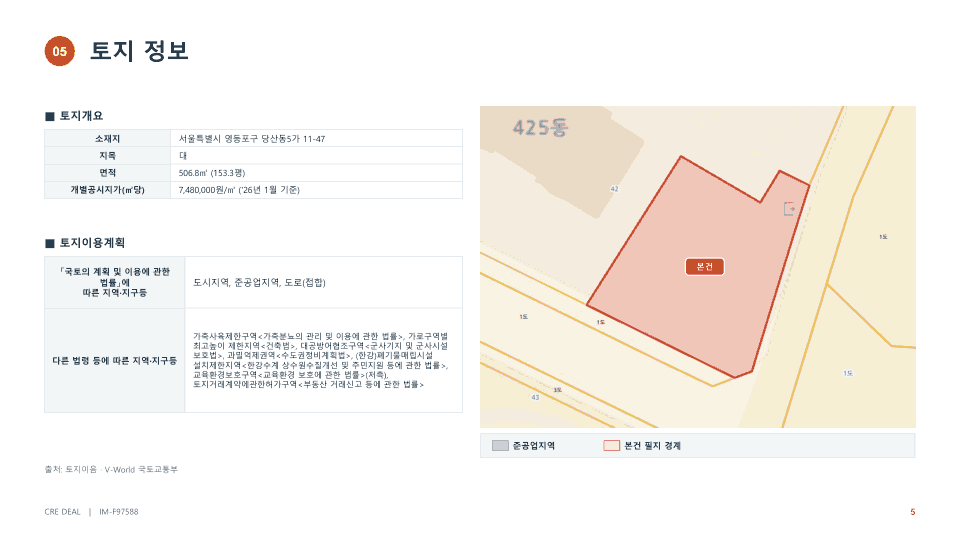 05 토지 정보
■ 토지개요
소재지 서울특별시 영등포구 당산동5가 11-47
지목 대
면적 506.8㎡ (153.3평)
개별공시지가(㎡당) 7,480,000원/㎡ ('26년 1월 기준)
■ 토지이용계획
「국토의 계획 및 이용에 관한
법률」에
따른 지역·지구등
도시지역, 준공업지역, 도로(접합)
다른 법령 등에 따른 지역·지구등
가축사육제한구역<가축분뇨의 관리 및 이용에 관한 법률>, 가로구역별
최고높이 제한지역<건축법>, 대공방어협조구역<군사기지 및 군사시설
보호법>, 과밀억제권역<수도권정비계획법>, (한강)폐기물매립시설
설치제한지역<한강수계 상수원수질개선 및 주민지원 등에 관한 법률>,
교육환경보호구역<교육환경 보호에 관한 법률>(저촉),
토지거래계약에관한허가구역<부동산 거래신고 등에 관한 법률>
425동
42
1도
본건
1도
1도
1도
1도
43
준공업지역
본건 필지 경계
출처: 토지이음 · V-World 국토교통부
CRE DEAL | IM-F97588
5